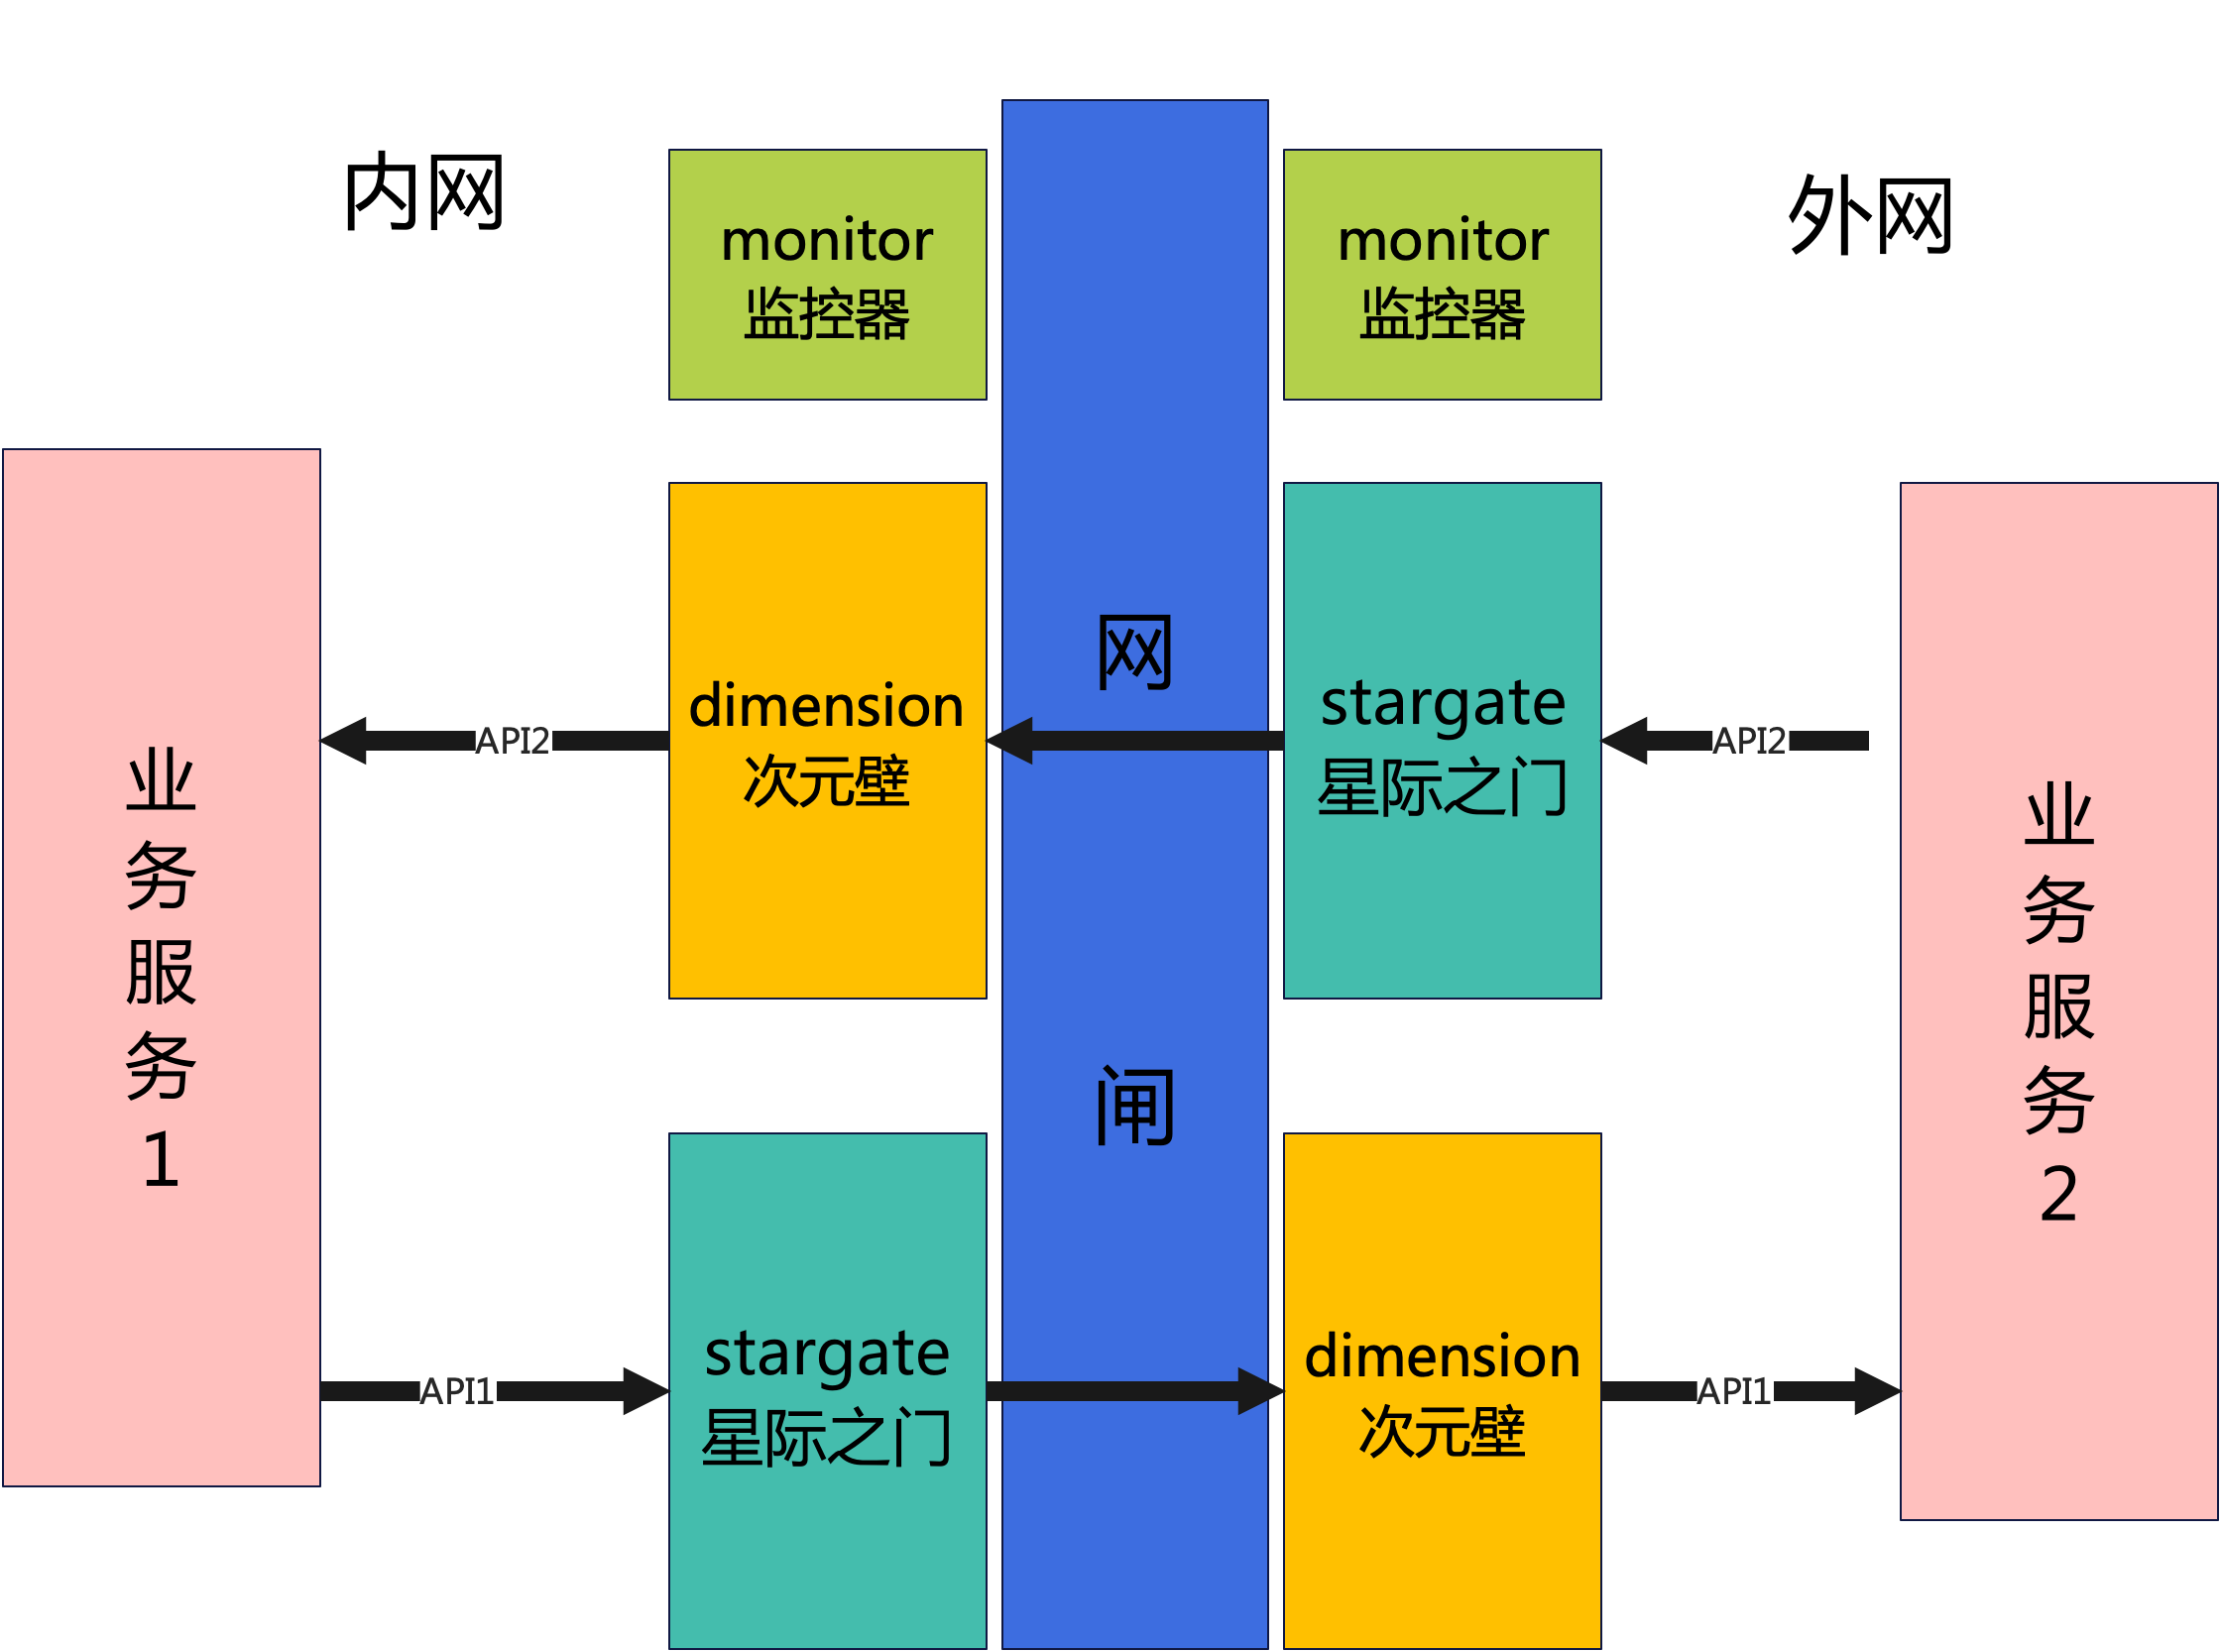 内网
外网
monitor
监控器
monitor
监控器
网
闸
dimension
次元壁
stargate
星际之门
API2
API2
业
务
服
务
1
业
务
服
务
2
stargate
星际之门
dimension
次元壁
API1
API1